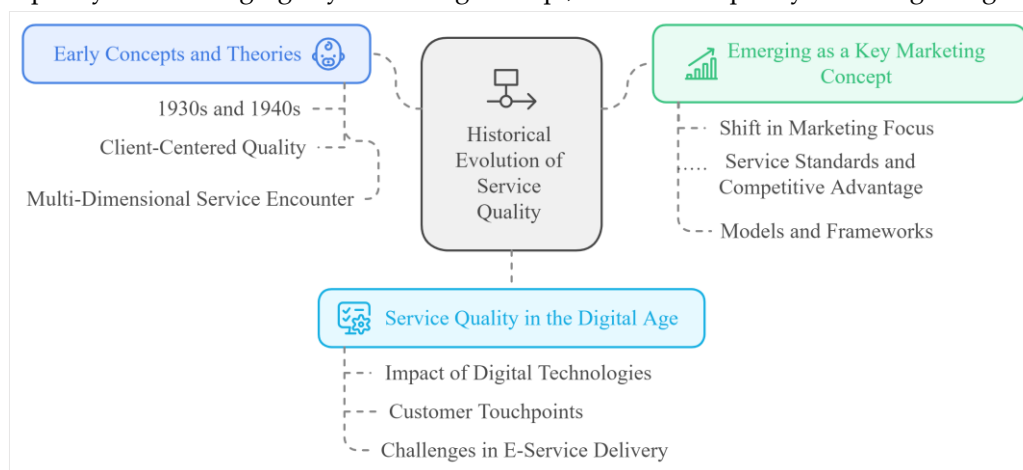 Early Concepts and Theories
1930s and 1940s
Client-Centered Quality
Multi-Dimensional Service Encounter
Historical
Evolution of
Service
Quality
Emerging as a Key Marketing
Concept
Shift in Marketing Focus
Service Standards and
Competitive Advantage
Models and Frameworks
Service Quality in the Digital Age
Impact of Digital Technologies
Customer Touchpoints
Challenges in E-Service Delivery